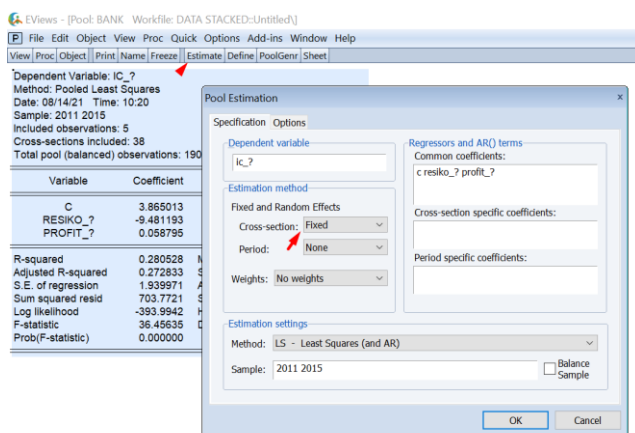 EViews - [Pool: BANK Workfile: DATA STACKED::Untitled\]
P File Edit Object View Proc Quick Options Add-ins Window Help
View Proc Object Print Name Freeze Estimate Define PoolGenr Sheet
Dependent Variable: IC_?
Method: Pooled Least Squares
Date: 08/14/21 Time: 10:20
Sample: 2011 2015
Included observations: 5
Cross-sections included: 38
Total pool (balanced) observations: 190
Variable Coefficient
C 3.865013
RESIKO_? -9.481193
PROFIT_? 0.058795
R-squared 0.280528
Adjusted R-squared 0.272833
S.E. of regression 1.939971
Sum squared resid 703.7721
Log likelihood -393.9942
F-statistic 36.45635
Prob(F-statistic) 0.000000
Pool Estimation x
Specification Options
Dependent variable
ic_?
Estimation method
Fixed and Random Effects
Cross-section: Fixed
Period: None
Weights: No weights
Regressors and AR() terms
Common coefficients:
c resiko_? profit_?
Cross-section specific coefficients:
Period specific coefficients:
Estimation settings
Method: LS - Least Squares (and AR)
Sample: 2011 2015
Balance
Sample
OK Cancel